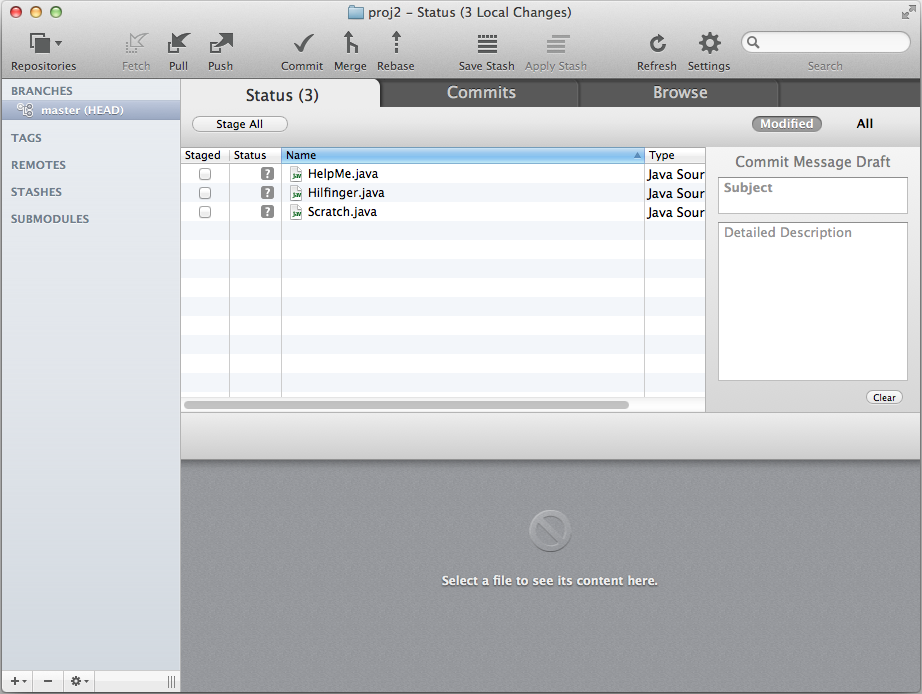 proj2 – Status (3 Local Changes)
Repositories Fetch Pull Push Commit Merge Rebase Save Stash Apply Stash Refresh Settings Search
BRANCHES
master (HEAD)
TAGS
REMOTES
STASHES
SUBMODULES
Status (3) Commits Browse
Stage All Modified All
Staged Status Name Type
? HelpMe.java Java Sour
? Hilfinger.java Java Sour
? Scratch.java Java Sour
Commit Message Draft
Subject
Detailed Description
Clear
Select a file to see its content here.